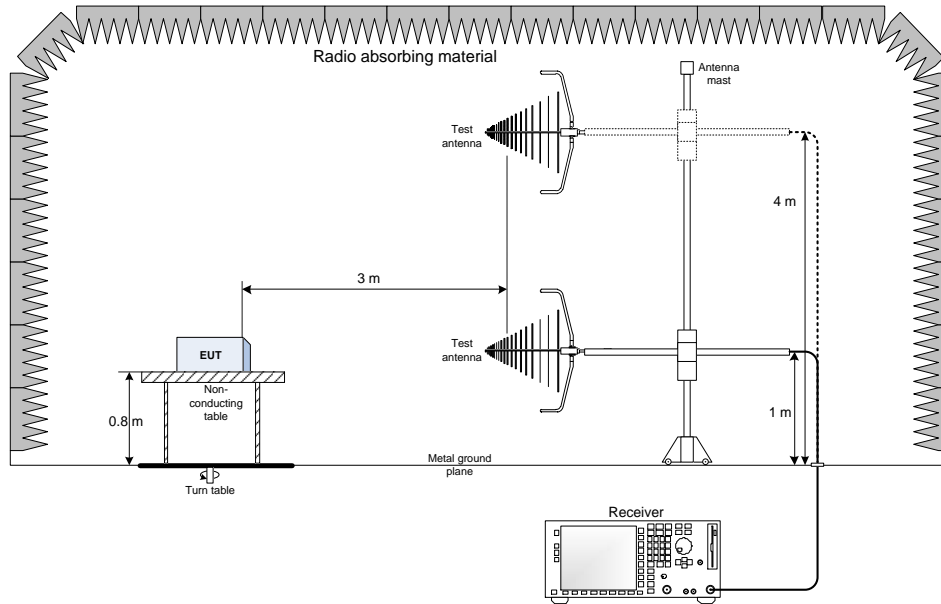 Radio absorbing material
Antenna
mast
Test
antenna
4 m
3 m
Test
antenna
EUT
Non-
conducting
table
0.8 m
1 m
Metal ground
plane
Turn table
Receiver